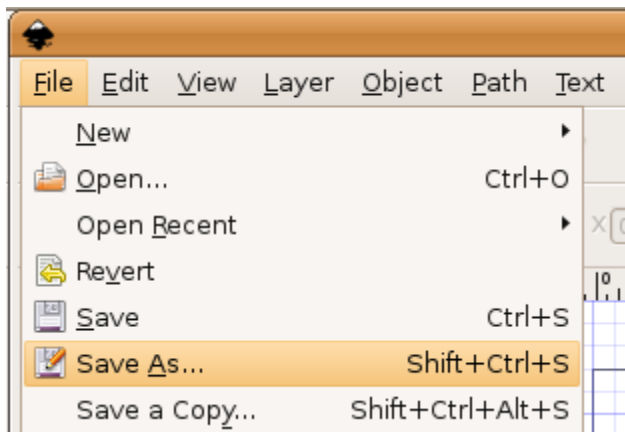 File Edit View Layer Object Path Text
New
Open... Ctrl+O
Open Recent
Revert
Save Ctrl+S
Save As... Shift+Ctrl+S
Save a Copy... Shift+Ctrl+Alt+S